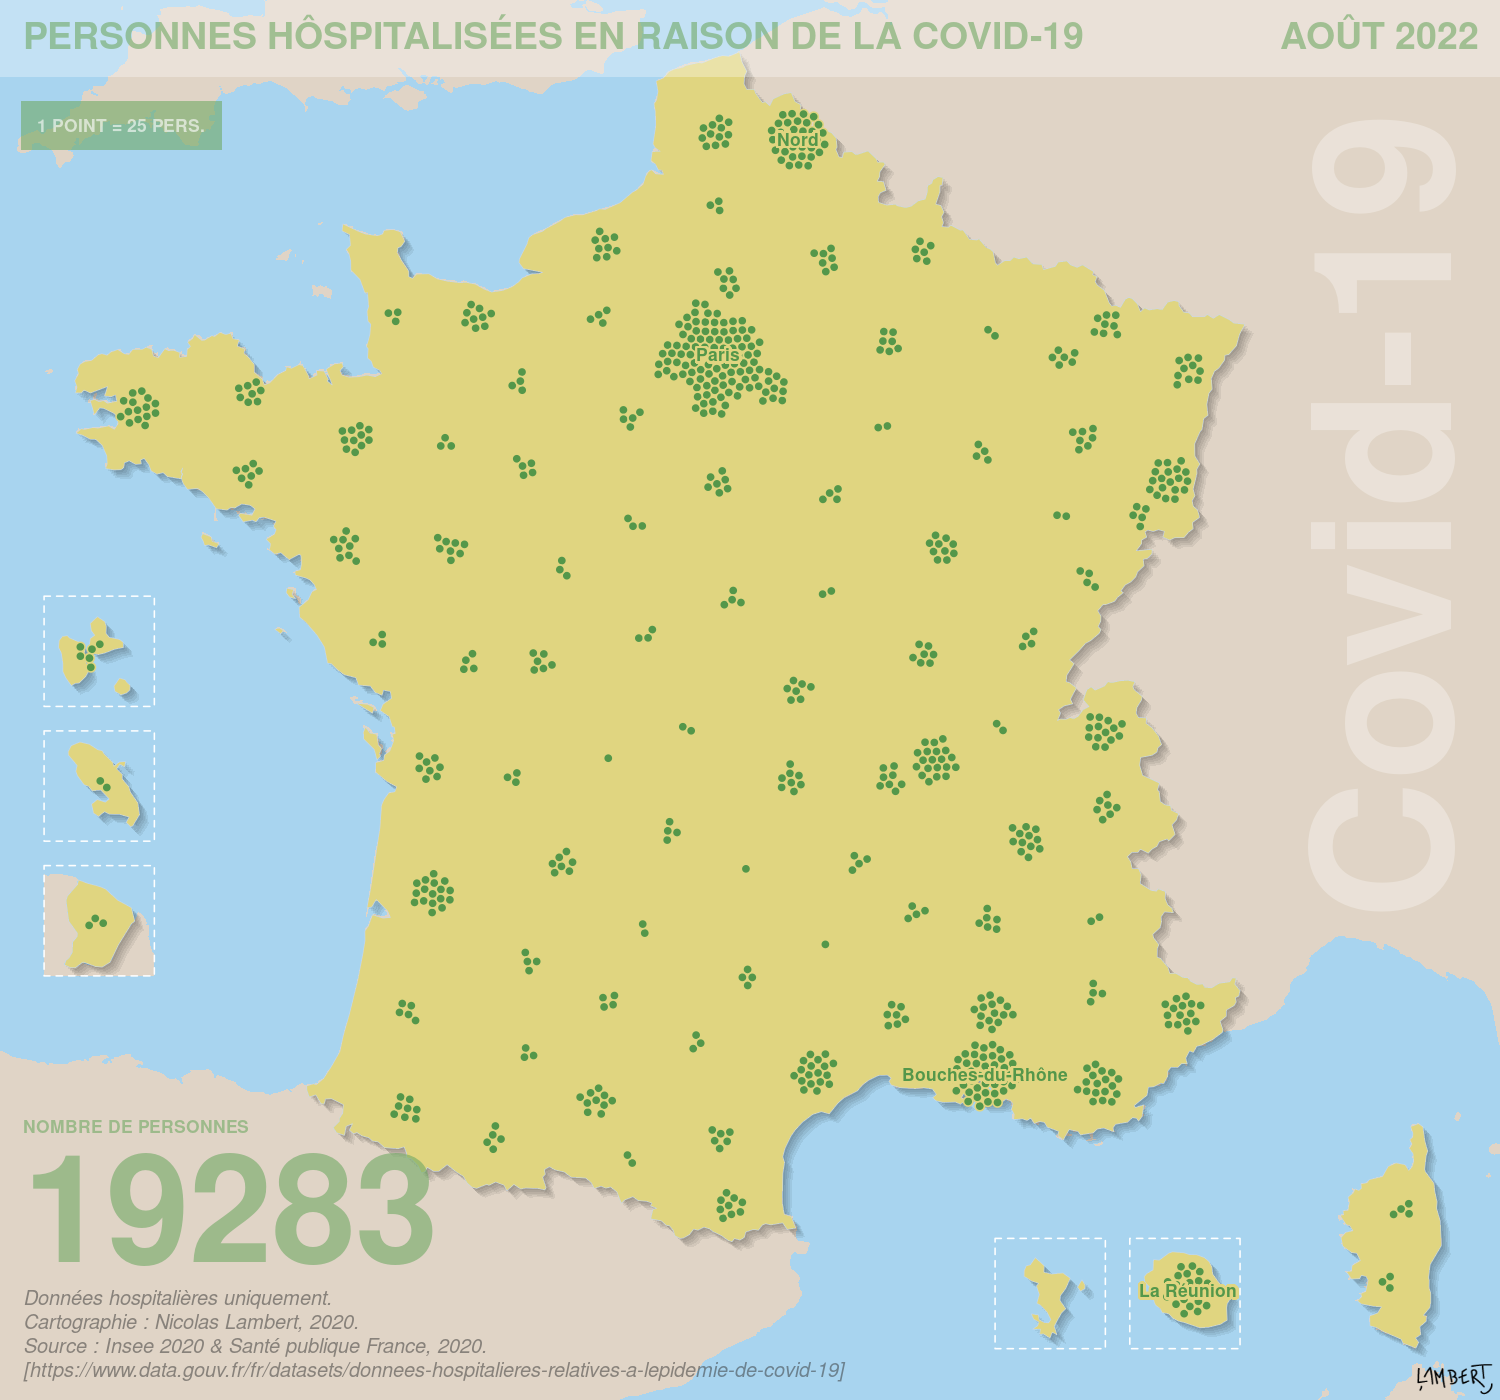 PERSONNES HÔSPITALISÉES EN RAISON DE LA COVID-19
AOÛT 2022
1 POINT = 25 PERS.
Covid-19
Nord
Paris
Bouches-du-Rhône
La Réunion
NOMBRE DE PERSONNES
19283
Données hospitalières uniquement.
Cartographie : Nicolas Lambert, 2020.
Source : Insee 2020 & Santé publique France, 2020.
[https://www.data.gouv.fr/fr/datasets/donnees-hospitalieres-relatives-a-lepidemie-de-covid-19]
LAMBERT